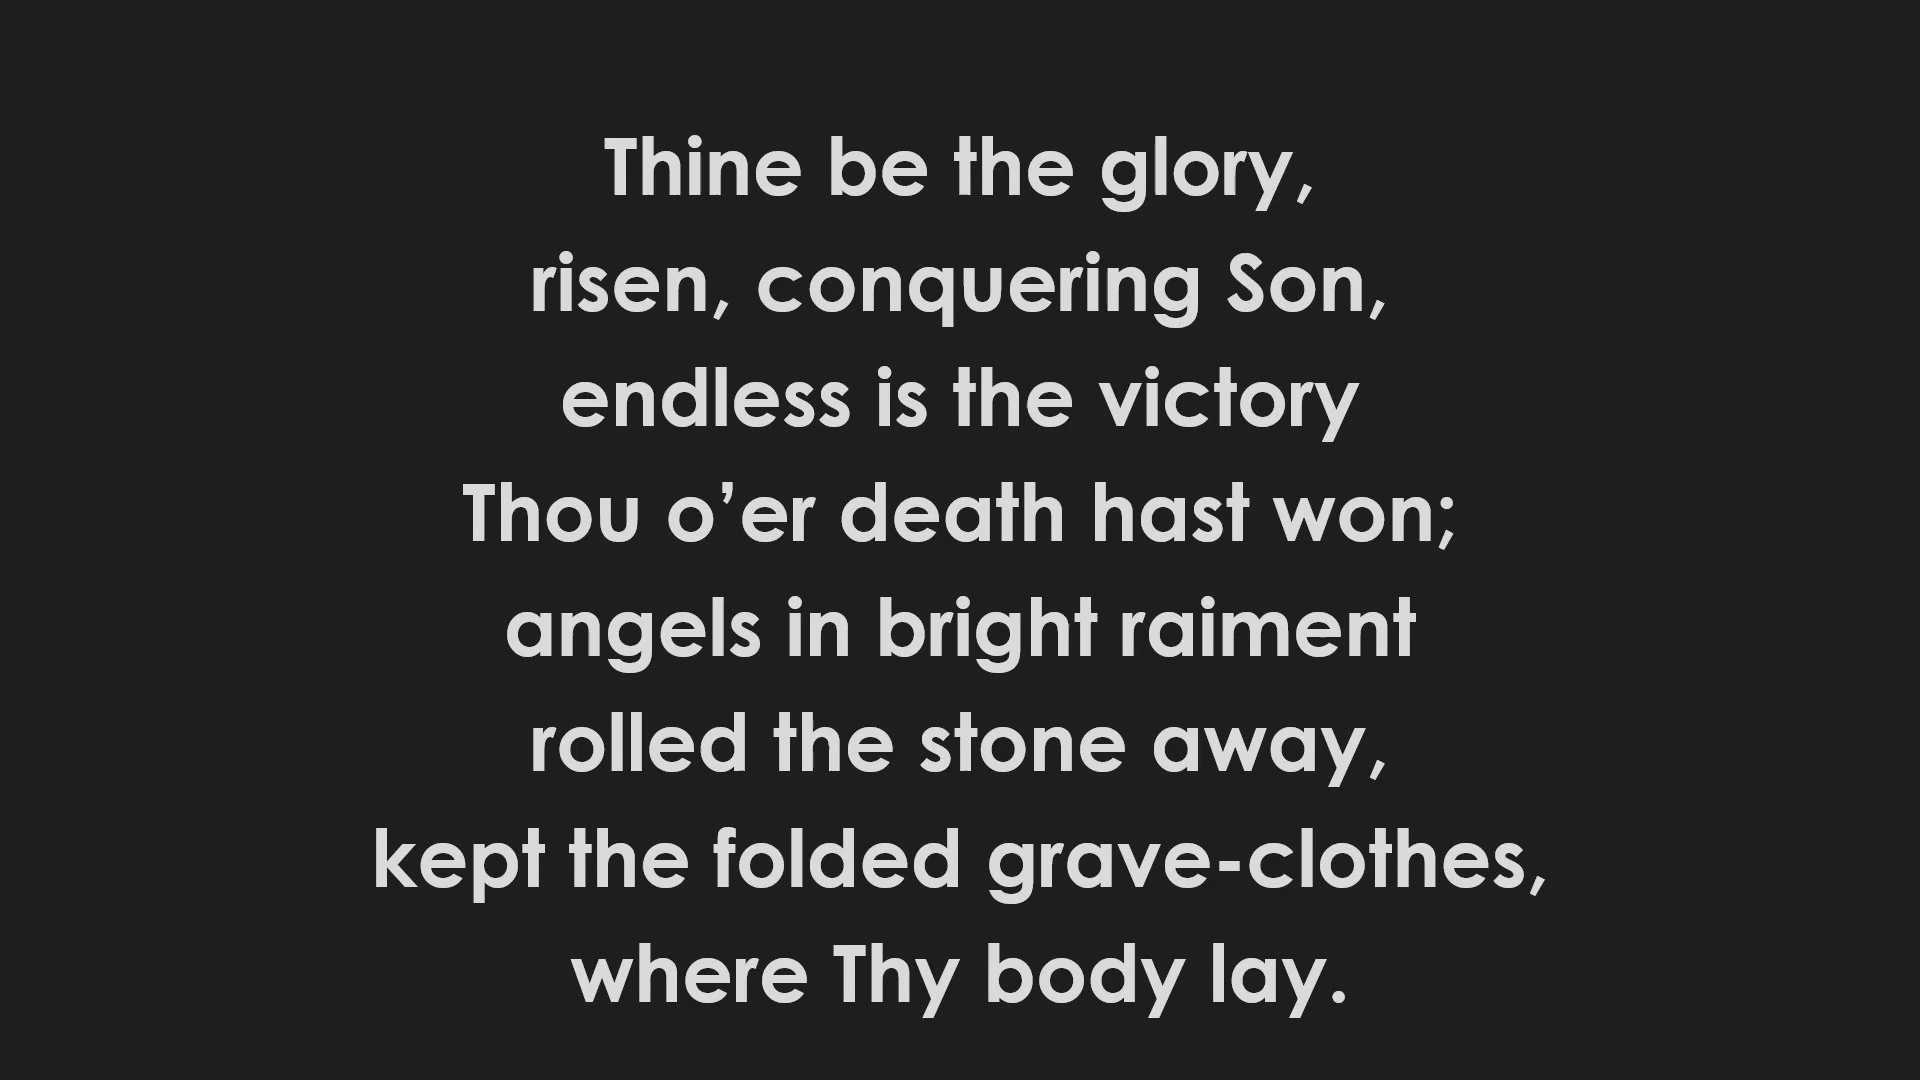 Thine be the glory,
risen, conquering Son,
endless is the victory
Thou o’er death hast won;
angels in bright raiment
rolled the stone away,
kept the folded grave-clothes,
where Thy body lay.